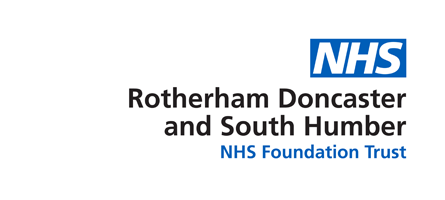 NHS
Rotherham Doncaster
and South Humber
NHS Foundation Trust